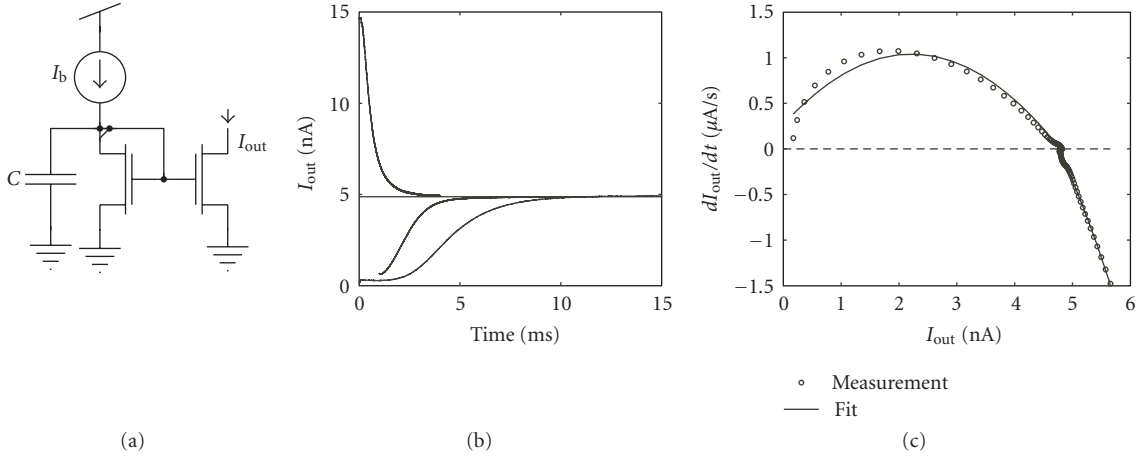 I_b
C
I_out
(a)
15
10
5
0
I_out (nA)
0 5 10 15
Time (ms)
(b)
1.5
1
0.5
0
−0.5
−1
−1.5
dI_out/dt (μA/s)
0 1 2 3 4 5 6
I_out (nA)
Measurement
Fit
(c)